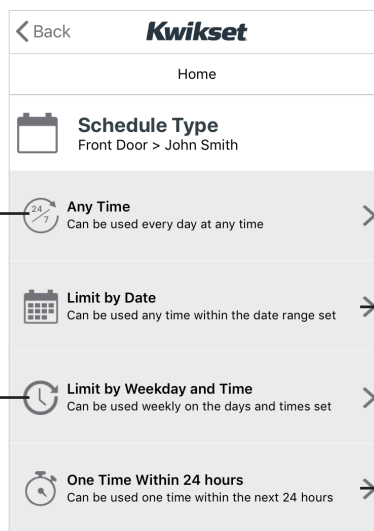 Back
Kwikset
Home
Schedule Type
Front Door > John Smith
24/7
Any Time
Can be used every day at any time
Limit by Date
Can be used any time within the date range set
Limit by Weekday and Time
Can be used weekly on the days and times set
One Time Within 24 hours
Can be used one time within the next 24 hours